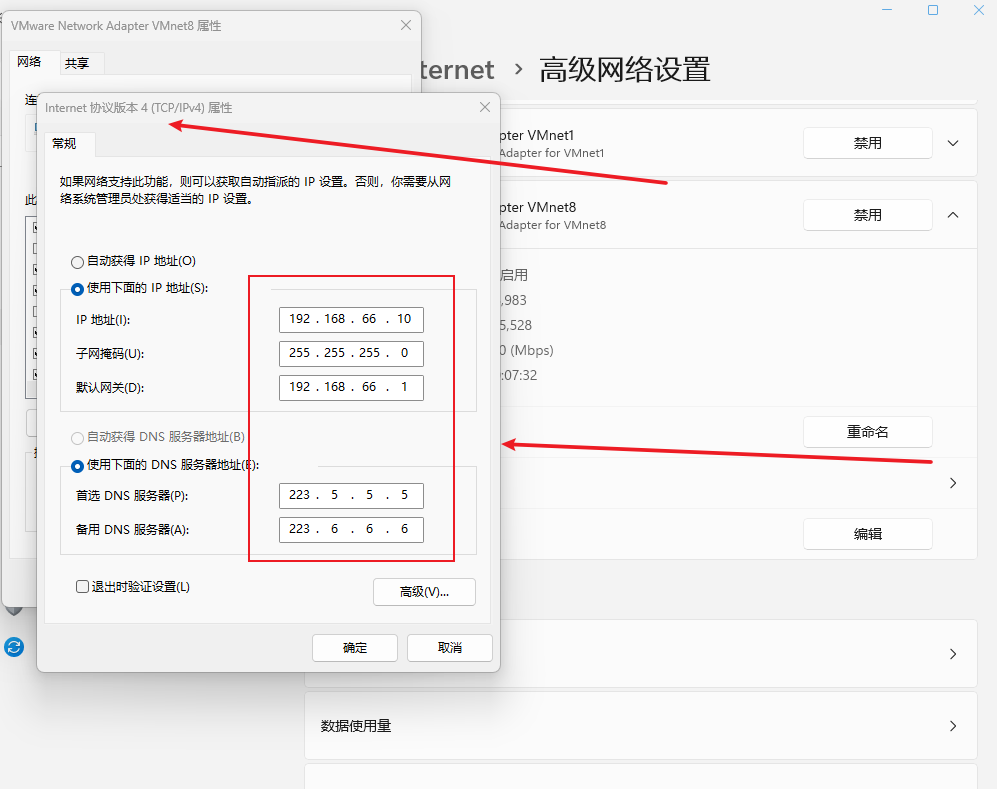 VMware Network Adapter VMnet8 属性
网络
共享
ternet > 高级网络设置
Internet 协议版本 4 (TCP/IPv4) 属性
常规
如果网络支持此功能，则可以获取自动指派的 IP 设置。否则，你需要从网
络系统管理员处获得适当的 IP 设置。
自动获得 IP 地址(O)
使用下面的 IP 地址(S):
IP 地址(I):
192 . 168 . 66 . 10
子网掩码(U):
255 . 255 . 255 . 0
默认网关(D):
192 . 168 . 66 . 1
自动获得 DNS 服务器地址(B)
使用下面的 DNS 服务器地址(E):
首选 DNS 服务器(P):
223 . 5 . 5 . 5
备用 DNS 服务器(A):
223 . 6 . 6 . 6
退出时验证设置(L)
高级(V)...
确定
取消
pter VMnet1
Adapter for VMnet1
禁用
pter VMnet8
Adapter for VMnet8
禁用
启用
,983
5,528
0 (Mbps)
:07:32
重命名
编辑
数据使用量